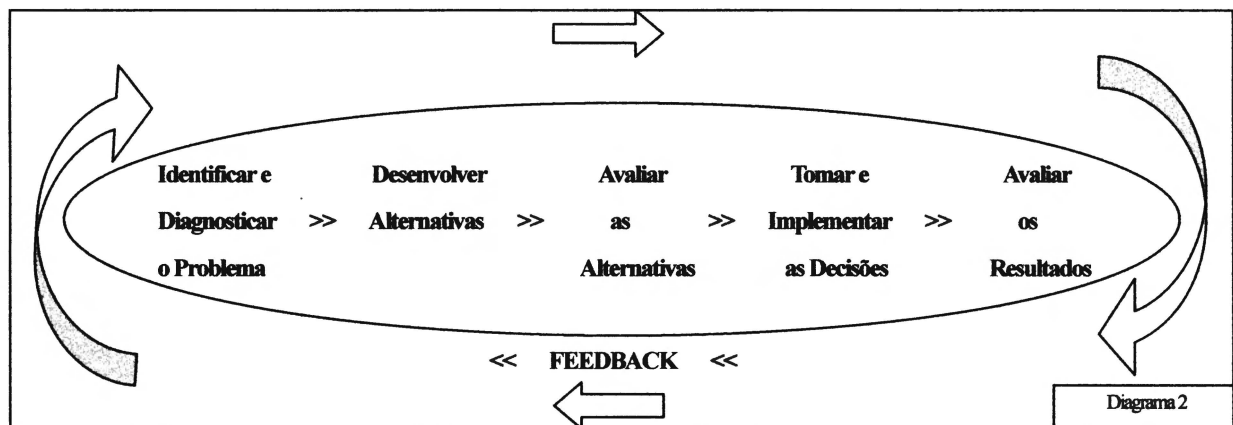 Identificar e Desenvolver Avaliar Tomar e Avaliar
Diagnosticar >> Alternativas >> as >> Implementar >> os
o Problema Alternativas as Decisões Resultados
<< FEEDBACK <<
Diagrama 2